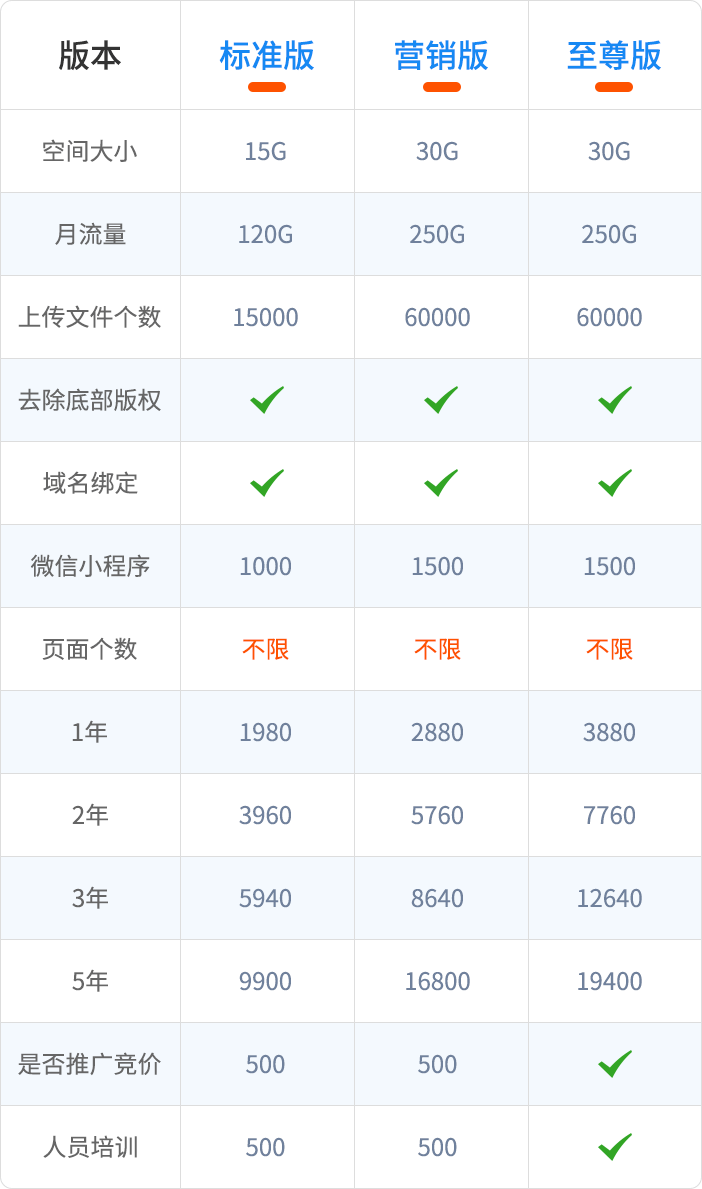 版本 标准版 营销版 至尊版
空间大小 15G 30G 30G
月流量 120G 250G 250G
上传文件个数 15000 60000 60000
去除底部版权
域名绑定
微信小程序 1000 1500 1500
页面个数 不限 不限 不限
1年 1980 2880 3880
2年 3960 5760 7760
3年 5940 8640 12640
5年 9900 16800 19400
是否推广竞价 500 500
人员培训 500 500